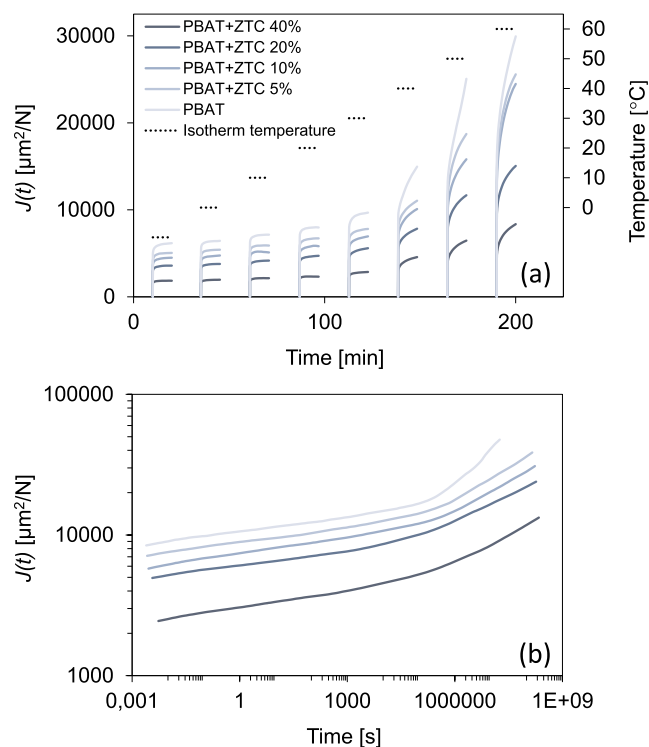 PBAT+ZTC 40%
PBAT+ZTC 20%
PBAT+ZTC 10%
PBAT+ZTC 5%
PBAT
Isotherm temperature
J(t) [µm²/N]
30000
20000
10000
0
60
50
40
30
20
10
0
Temperature [°C]
(a)
0
100
200
Time [min]
J(t) [µm²/N]
100000
10000
1000
(b)
0,001
1
1000
1000000
1E+09
Time [s]